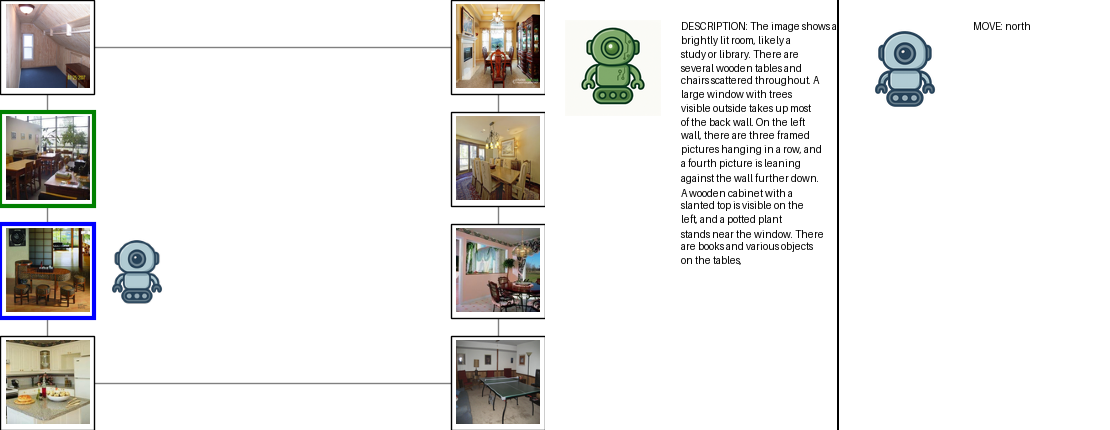 DESCRIPTION: The image shows a
brightly lit room, likely a
study or library. There are
several wooden tables and
chairs scattered throughout. A
large window with trees
visible outside takes up most
of the back wall. On the left
wall, there are three framed
pictures hanging in a row, and
a fourth picture is leaning
against the wall further down.
A wooden cabinet with a
slanted top is visible on the
left, and a potted plant
stands near the window. There
are books and various objects
on the tables,
MOVE: north